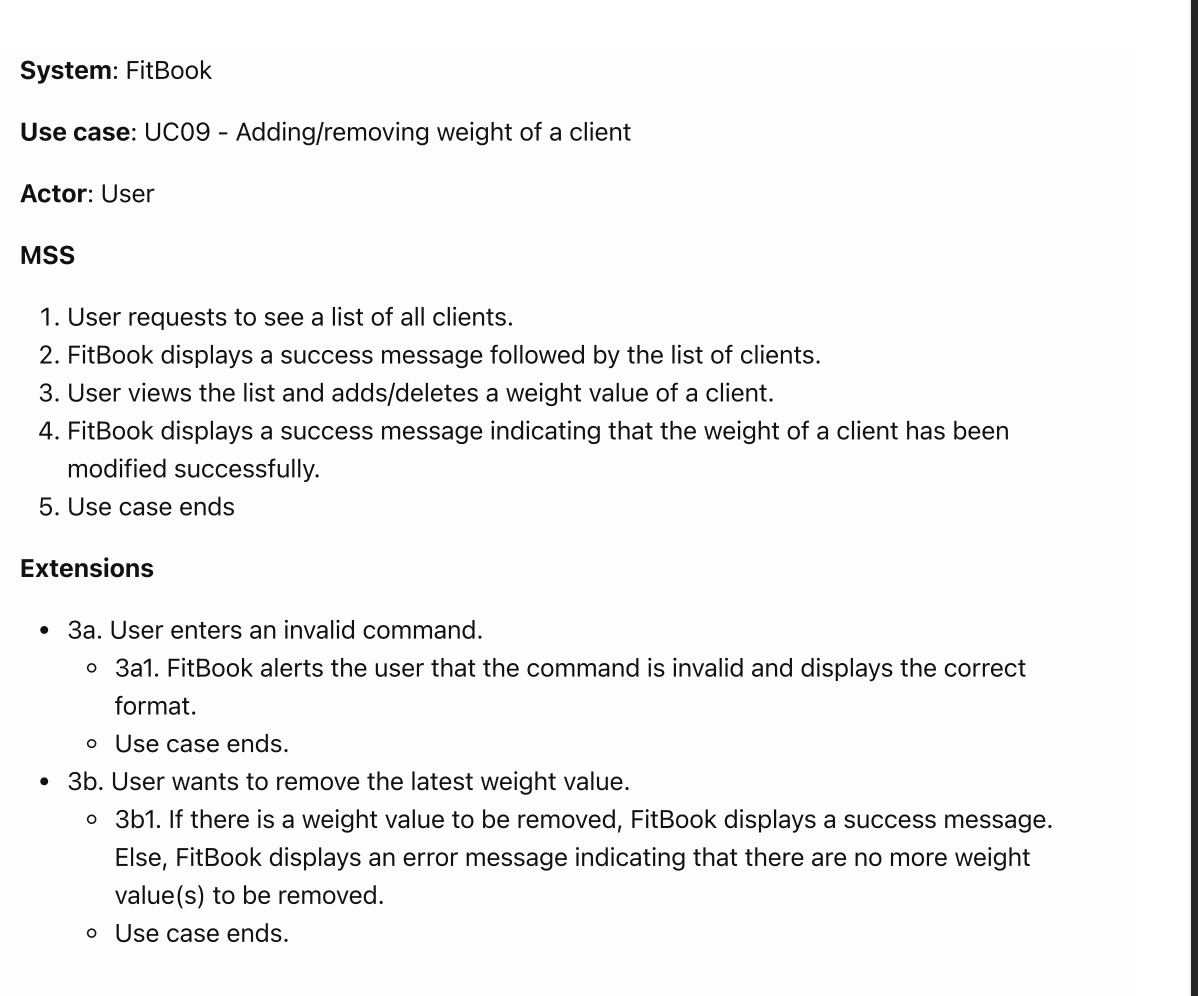 System: FitBook
Use case: UC09 - Adding/removing weight of a client
Actor: User
MSS
1. User requests to see a list of all clients.
2. FitBook displays a success message followed by the list of clients.
3. User views the list and adds/deletes a weight value of a client.
4. FitBook displays a success message indicating that the weight of a client has been
modified successfully.
5. Use case ends
Extensions
• 3a. User enters an invalid command.
◦ 3a1. FitBook alerts the user that the command is invalid and displays the correct
format.
◦ Use case ends.
• 3b. User wants to remove the latest weight value.
◦ 3b1. If there is a weight value to be removed, FitBook displays a success message.
Else, FitBook displays an error message indicating that there are no more weight
value(s) to be removed.
◦ Use case ends.